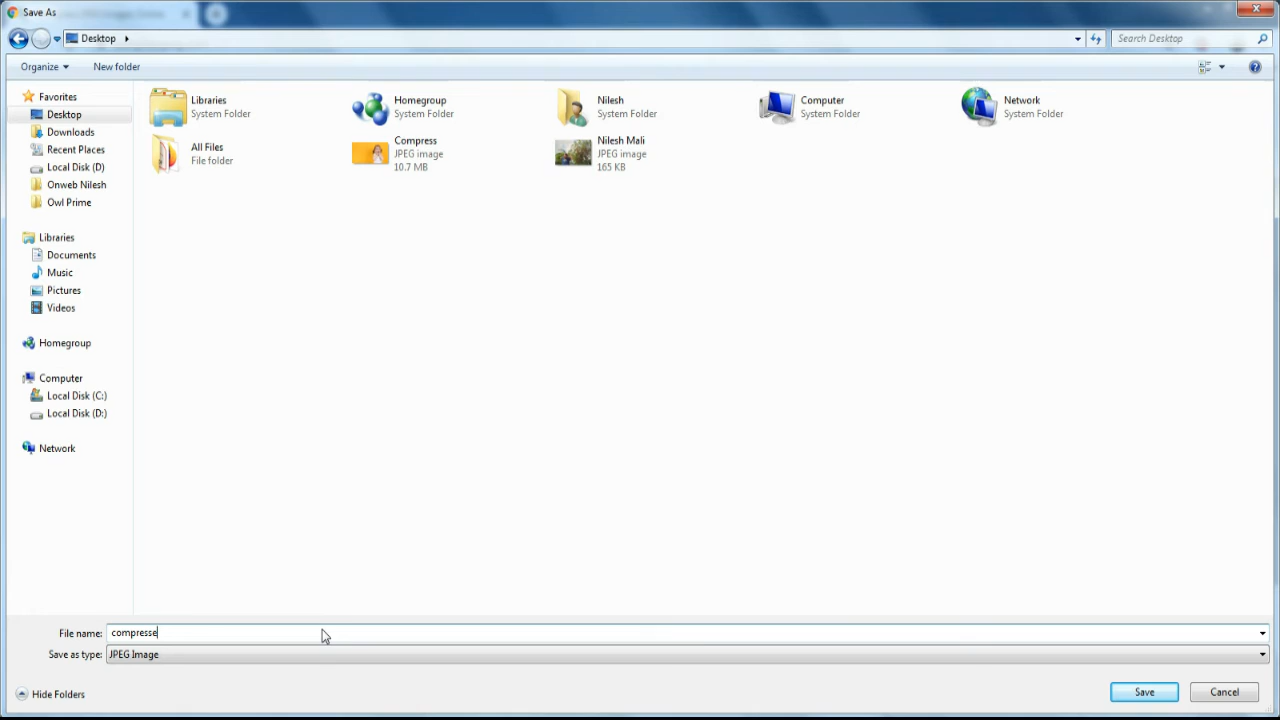 Save As
Desktop
Search Desktop
Organize
New folder
Favorites
Desktop
Downloads
Recent Places
Local Disk (D)
Onweb Nilesh
Owl Prime
Libraries
Documents
Music
Pictures
Videos
Homegroup
Computer
Local Disk (C:)
Local Disk (D:)
Network
Libraries
System Folder
Homegroup
System Folder
Nilesh
System Folder
Computer
System Folder
Network
System Folder
All Files
File folder
Compress
JPEG image
10.7 MB
Nilesh Mali
JPEG image
165 KB
File name: compresse
Save as type: JPEG Image
Hide Folders
Save
Cancel